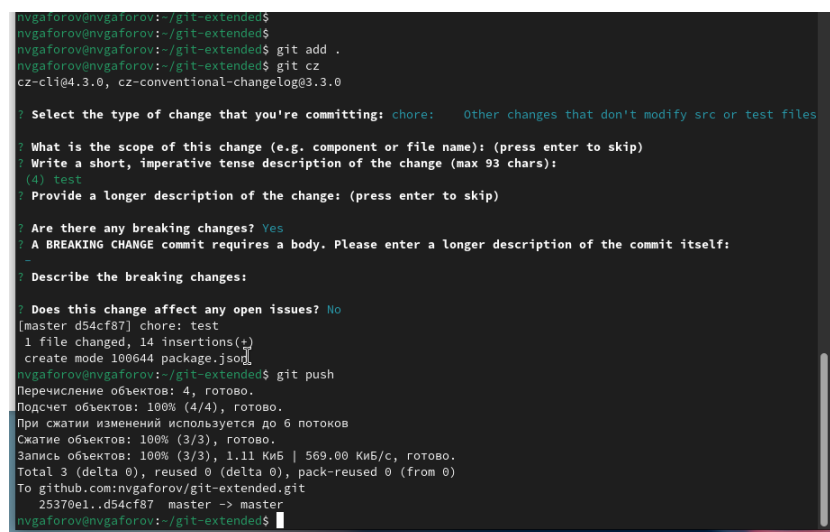 nvgaforov@nvgaforov:~/git-extended$
nvgaforov@nvgaforov:~/git-extended$
nvgaforov@nvgaforov:~/git-extended$ git add .
nvgaforov@nvgaforov:~/git-extended$ git cz
cz-cli@4.3.0, cz-conventional-changelog@3.3.0
? Select the type of change that you're committing: chore:    Other changes that don't modify src or test files
? What is the scope of this change (e.g. component or file name): (press enter to skip)
? Write a short, imperative tense description of the change (max 93 chars):
(4) test
? Provide a longer description of the change: (press enter to skip)
? Are there any breaking changes? Yes
? A BREAKING CHANGE commit requires a body. Please enter a longer description of the commit itself:
-
? Describe the breaking changes:
? Does this change affect any open issues? No
[master d54cf87] chore: test
1 file changed, 14 insertions(+)
create mode 100644 package.json
nvgaforov@nvgaforov:~/git-extended$ git push
Перечисление объектов: 4, готово.
Подсчет объектов: 100% (4/4), готово.
При сжатии изменений используется до 6 потоков
Сжатие объектов: 100% (3/3), готово.
Запись объектов: 100% (3/3), 1.11 КиБ | 569.00 КиБ/с, готово.
Total 3 (delta 0), reused 0 (delta 0), pack-reused 0 (from 0)
To github.com:nvgaforov/git-extended.git
25370e1..d54cf87  master -> master
nvgaforov@nvgaforov:~/git-extended$